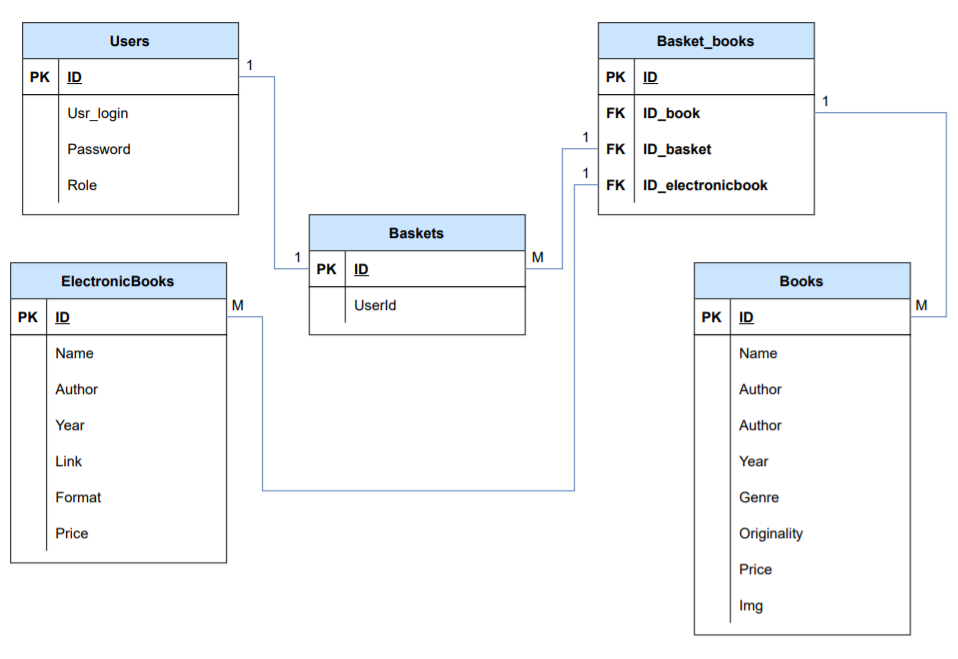 Users
PK ID
Usr_login
Password
Role
1
1
Baskets
PK ID
UserId
M
Basket_books
PK ID
FK ID_book
FK ID_basket
FK ID_electronicbook
1
1
1
ElectronicBooks
PK ID
Name
Author
Year
Link
Format
Price
M
Books
PK ID
Name
Author
Author
Year
Genre
Originality
Price
Img
M